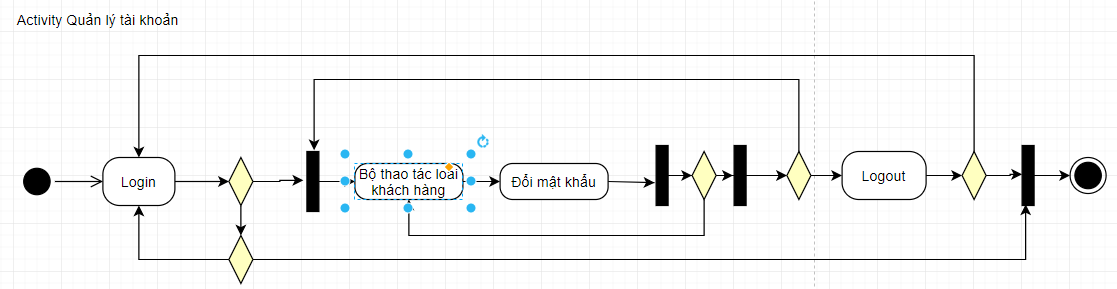 Activity Quản lý tài khoản
Login
Bộ thao tác loại
khách hàng
Đổi mật khẩu
Logout